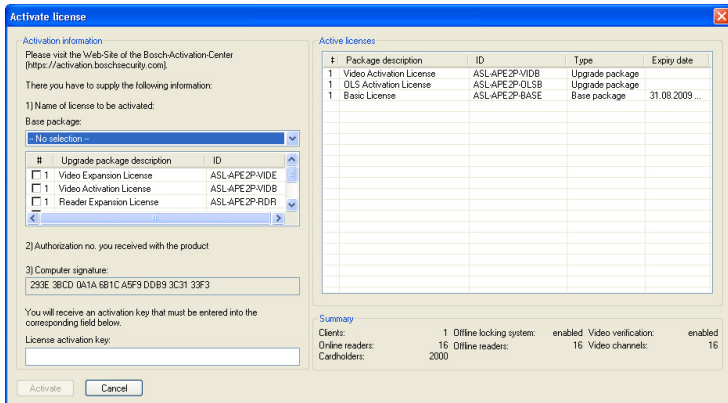 Activate license
Activation information
Please visit the Web-Site of the Bosch-Activation-Center
(https://activation.boschsecurity.com).
There you have to supply the following information:
1) Name of license to be activated:
Base package:
-- No selection --
# Upgrade package description ID
1 Video Expansion License ASL-APE2P-VIDE
1 Video Activation License ASL-APE2P-VIDB
1 Reader Expansion License ASL-APE2P-RDR
2) Authorization no. you received with the product
3) Computer signature:
293E 3BCD 0A1A 6B1C A5F9 DDB9 3C31 33F3
You will receive an activation key that must be entered into the
corresponding field below.
License activation key:
Activate Cancel
Active licenses
‡ Package description ID Type Expiry date
1 Video Activation License ASL-APE2P-VIDB Upgrade package
1 OLS Activation License ASL-APE2P-OLSB Upgrade package
1 Basic License ASL-APE2P-BASE Base package 31.08.2009 ...
Summary
Clients: 1 Offline locking system: enabled Video verification: enabled
Online readers: 16 Offline readers: 16 Video channels: 16
Cardholders: 2000